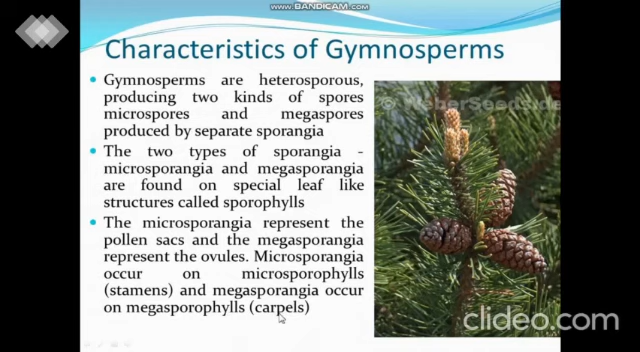 www.BANDICAM.com
Characteristics of Gymnosperms
• Gymnosperms are heterosporous,
producing two kinds of spores
microspores and megaspores
produced by separate sporangia
• The two types of sporangia -
microsporangia and megasporangia
are found on special leaf like
structures called sporophylls
• The microsporangia represent the
pollen sacs and the megasporangia
represent the ovules. Microsporangia
occur on microsporophylls
(stamens) and megasporangia occur
on megasporophylls (carpels)
© WeberSeeds.de
clideo.com